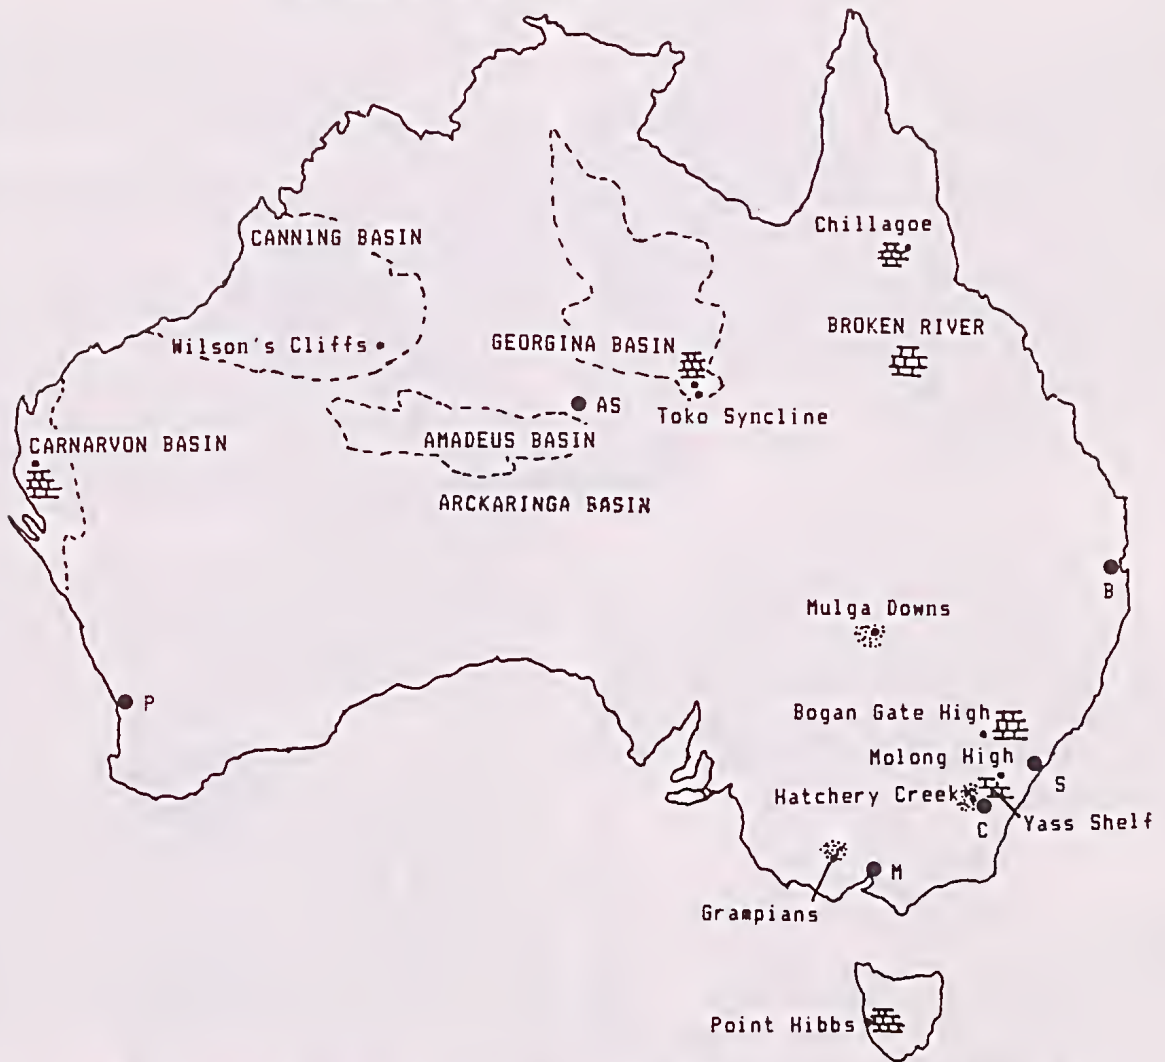 Chillagoe
CANNING BASIN
BROKEN RIVER
Wilson's Cliffs
GEORGINA BASIN
AS
Toko Syncline
CARNARVON BASIN
AMADEUS BASIN
ARCKARINGA BASIN
B
Mulga Downs
P
Bogan Gate High
Molong High
S
Hatchery Creek
C
Yass Shelf
M
Grampians
Point Hibbs